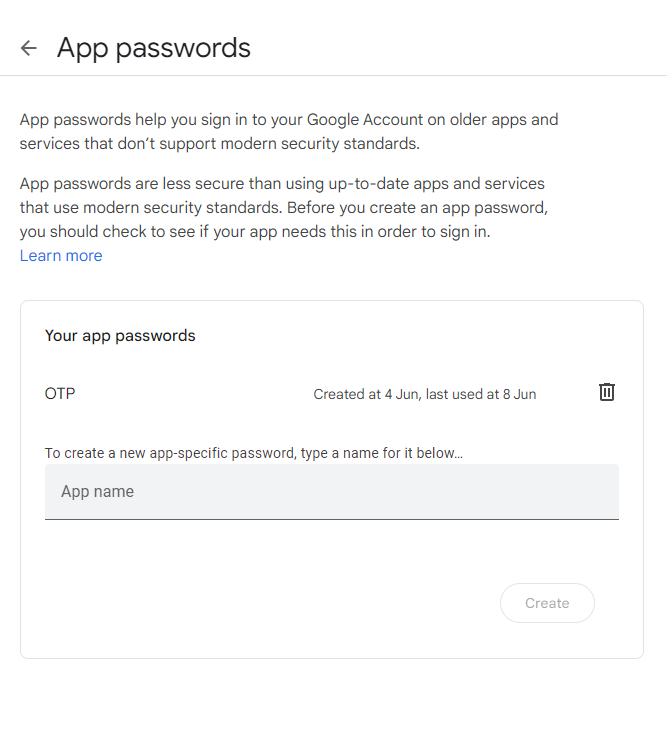 App passwords
App passwords help you sign in to your Google Account on older apps and
services that don’t support modern security standards.
App passwords are less secure than using up-to-date apps and services
that use modern security standards. Before you create an app password,
you should check to see if your app needs this in order to sign in.
Learn more
Your app passwords
OTP Created at 4 Jun, last used at 8 Jun
To create a new app-specific password, type a name for it below...
App name
Create